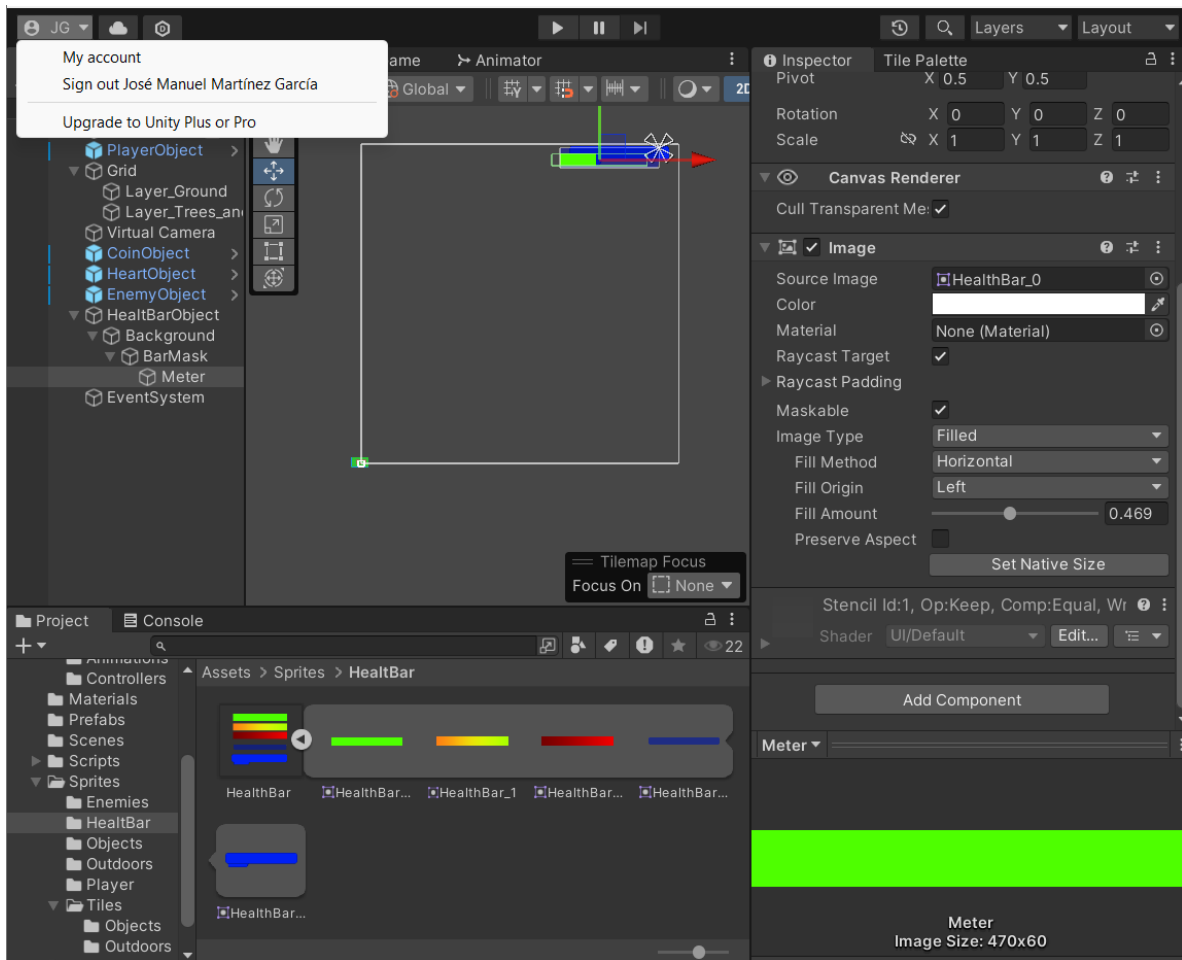 JG
Layers
Layout
My account
Sign out José Manuel Martínez García
Upgrade to Unity Plus or Pro
ame
Animator
Global
2D
PlayerObject
Grid
Layer_Ground
Layer_Trees_an
Virtual Camera
CoinObject
HeartObject
EnemyObject
HealtBarObject
Background
BarMask
Meter
EventSystem
Tilemap Focus
Focus On None
Inspector
Tile Palette
Pivot X 0.5 Y 0.5
Rotation X 0 Y 0 Z 0
Scale X 1 Y 1 Z 1
Canvas Renderer
Cull Transparent Me
Image
Source Image HealthBar_0
Color
Material None (Material)
Raycast Target
Raycast Padding
Maskable
Image Type Filled
Fill Method Horizontal
Fill Origin Left
Fill Amount 0.469
Preserve Aspect
Set Native Size
Stencil Id:1, Op:Keep, Comp:Equal, Wr
Shader UI/Default Edit...
Add Component
Project
Console
22
Animations
Controllers
Materials
Prefabs
Scenes
Scripts
Sprites
Enemies
HealtBar
Objects
Outdoors
Player
Tiles
Objects
Outdoors
Assets > Sprites > HealtBar
HealthBar
HealthBar...
HealthBar_1
HealthBar...
HealthBar...
HealthBar...
Meter
Meter
Image Size: 470x60